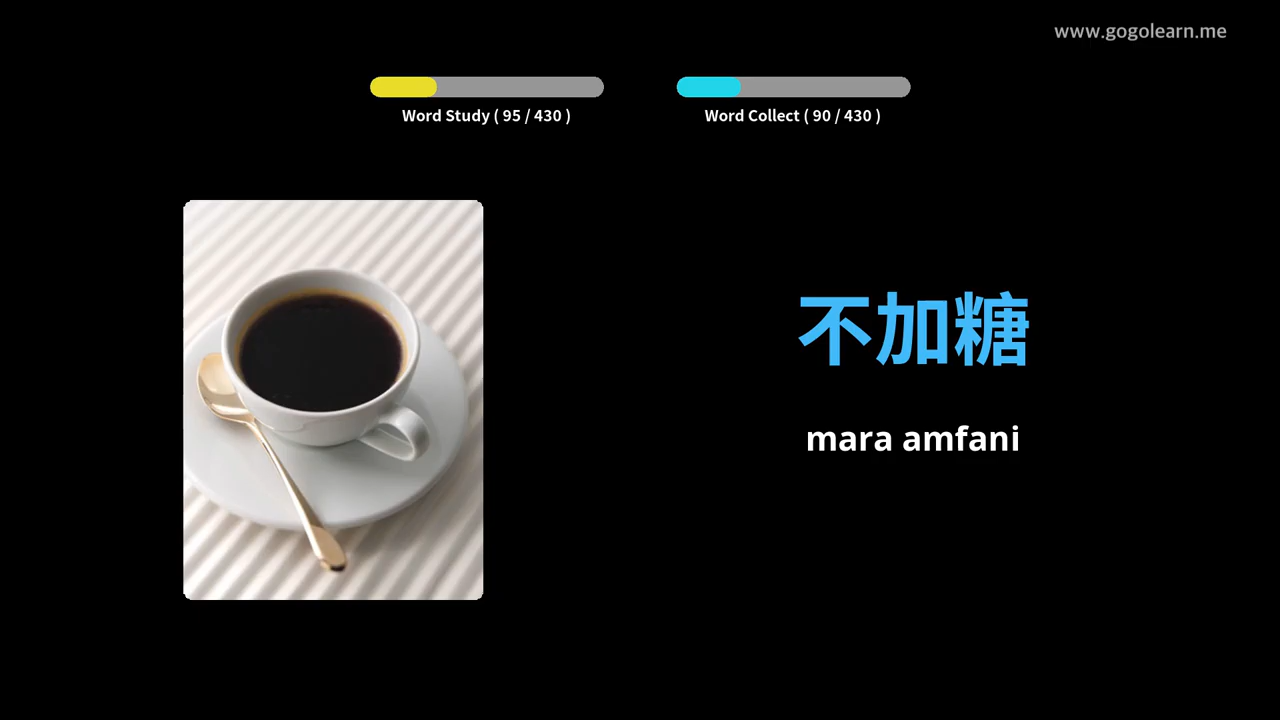 www.gogolearn.me
Word Study ( 95 / 430 )
Word Collect ( 90 / 430 )
不加糖
mara amfani